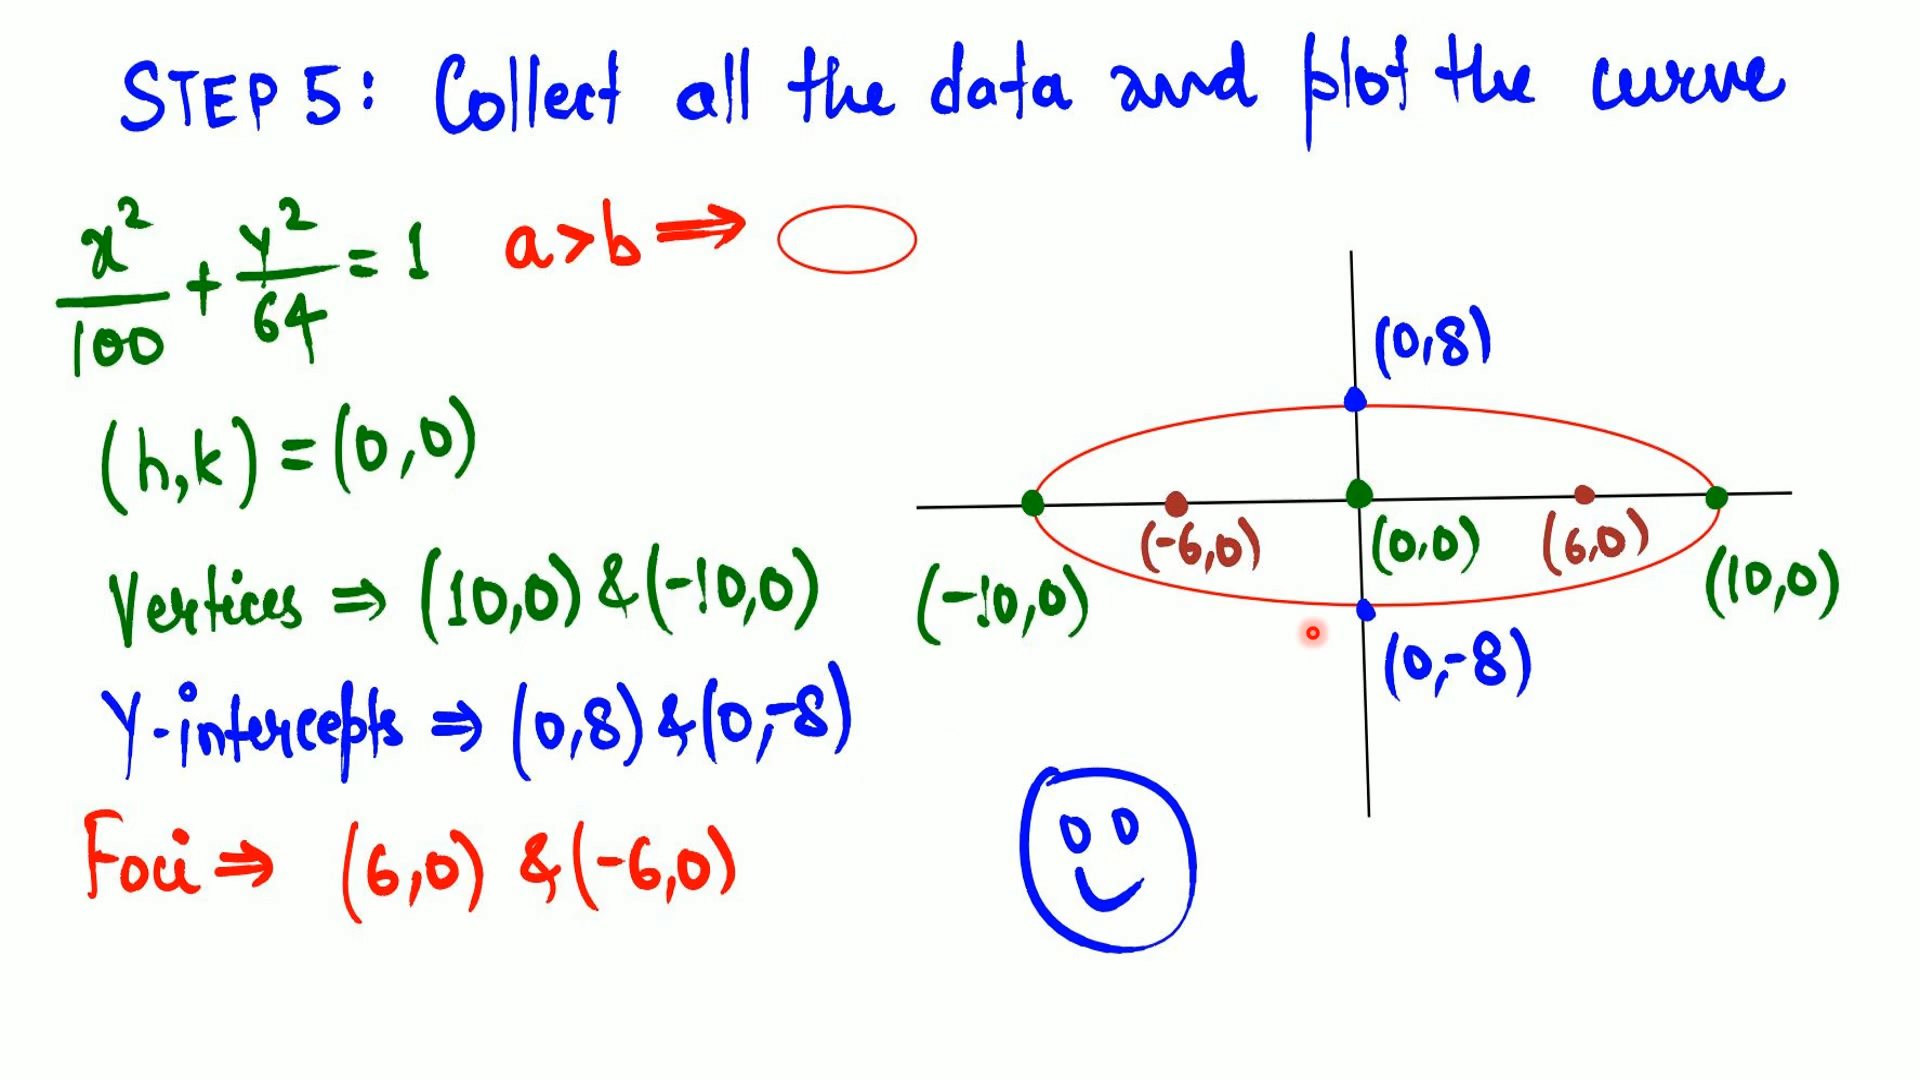 STEP 5: Collect all the data and plot the curve
x²/100 + y²/64 = 1 a>b ⇒
(h,k) = (0,0)
Vertices ⇒ (10,0) & (-10,0)
Y-intercepts ⇒ (0,8) & (0,-8)
Foci ⇒ (6,0) & (-6,0)
(0,8)
(-6,0) (0,0) (6,0)
(-10,0) (10,0)
(0,-8)